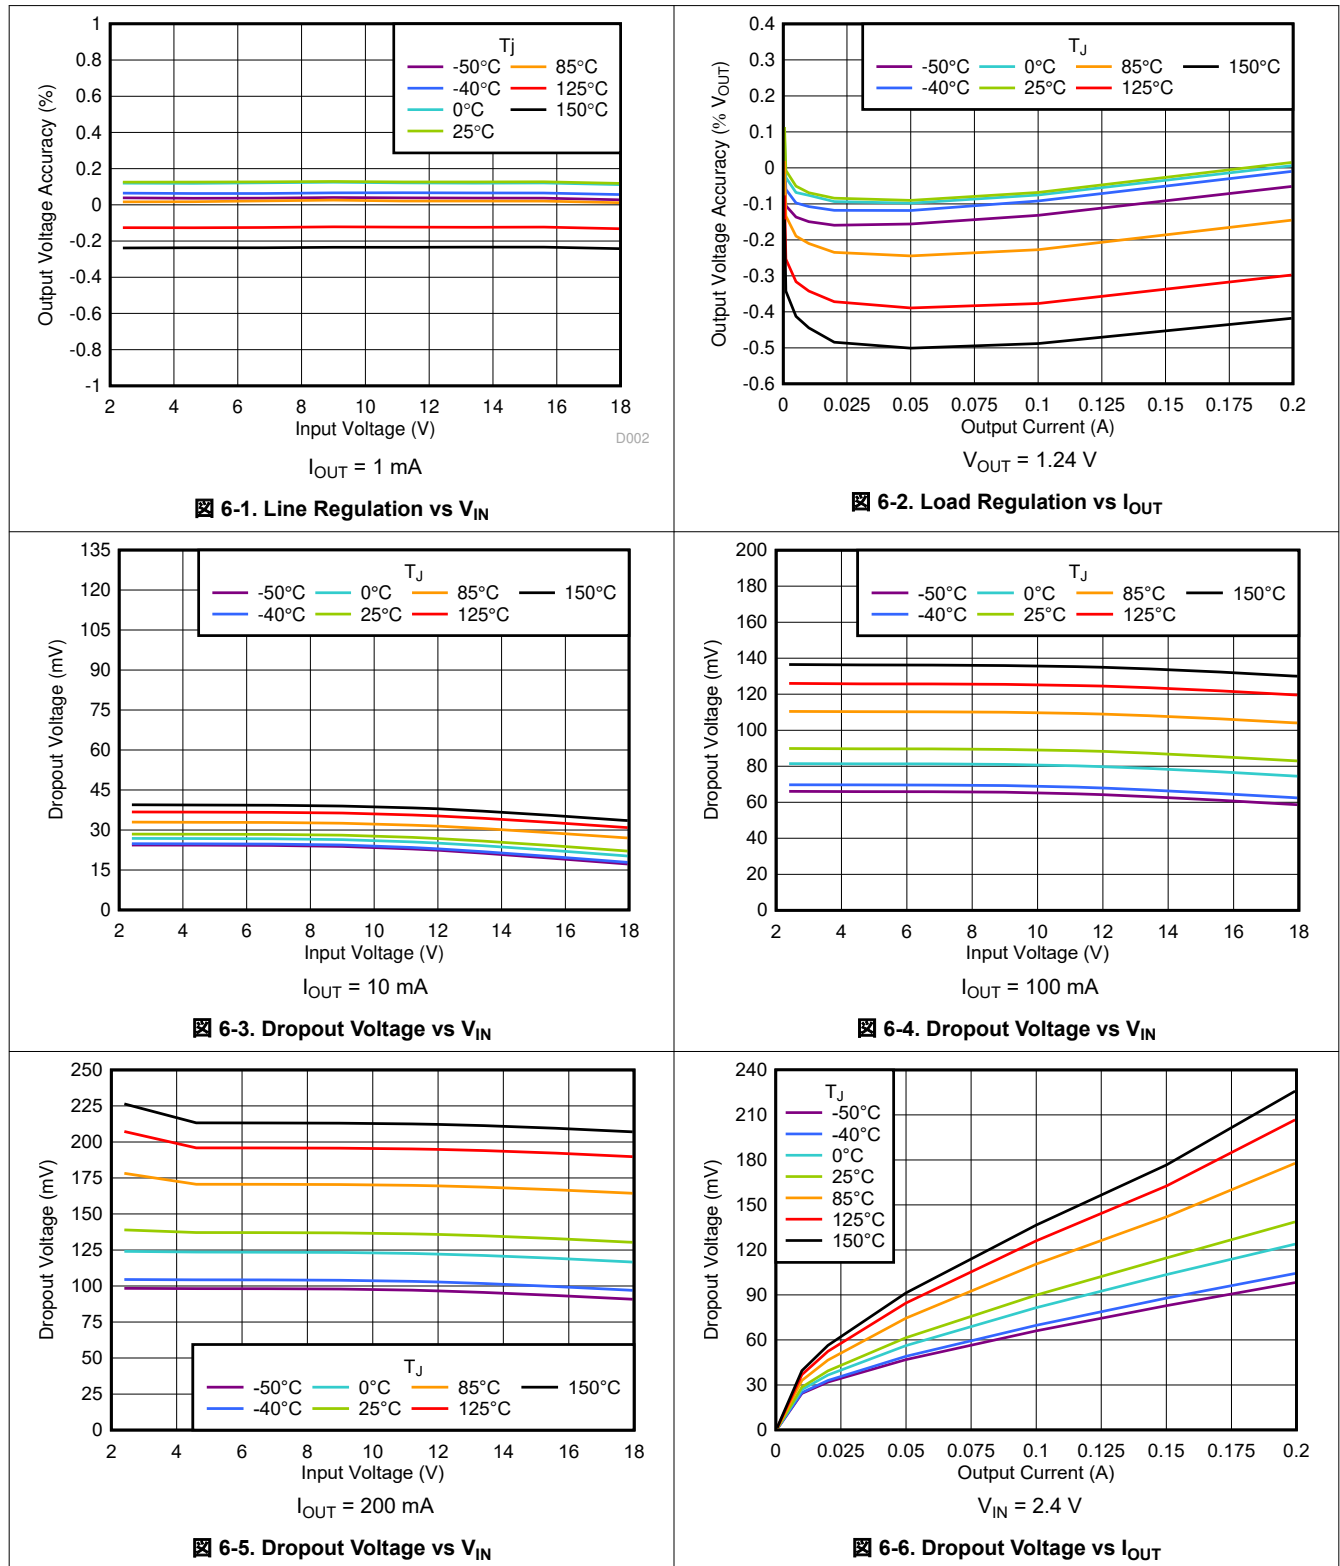 1
0.8
0.6
0.4
0.2
0
-0.2
-0.4
-0.6
-0.8
-1
Output Voltage Accuracy (%)
Tj
-50°C 85°C
-40°C 125°C
0°C 150°C
25°C
2 4 6 8 10 12 14 16 18
Input Voltage (V)
D002
IOUT = 1 mA
図 6-1. Line Regulation vs VIN
0.4
0.3
0.2
0.1
0
-0.1
-0.2
-0.3
-0.4
-0.5
-0.6
Output Voltage Accuracy (% VOUT)
TJ
-50°C 0°C 85°C 150°C
-40°C 25°C 125°C
0 0.025 0.05 0.075 0.1 0.125 0.15 0.175 0.2
Output Current (A)
VOUT = 1.24 V
図 6-2. Load Regulation vs IOUT
135
120
105
90
75
60
45
30
15
0
Dropout Voltage (mV)
TJ
-50°C 0°C 85°C 150°C
-40°C 25°C 125°C
2 4 6 8 10 12 14 16 18
Input Voltage (V)
IOUT = 10 mA
図 6-3. Dropout Voltage vs VIN
200
180
160
140
120
100
80
60
40
20
0
Dropout Voltage (mV)
TJ
-50°C 0°C 85°C 150°C
-40°C 25°C 125°C
2 4 6 8 10 12 14 16 18
Input Voltage (V)
IOUT = 100 mA
図 6-4. Dropout Voltage vs VIN
250
225
200
175
150
125
100
75
50
25
0
Dropout Voltage (mV)
TJ
-50°C 0°C 85°C 150°C
-40°C 25°C 125°C
2 4 6 8 10 12 14 16 18
Input Voltage (V)
IOUT = 200 mA
図 6-5. Dropout Voltage vs VIN
240
210
180
150
120
90
60
30
0
Dropout Voltage (mV)
TJ
-50°C
-40°C
0°C
25°C
85°C
125°C
150°C
0 0.025 0.05 0.075 0.1 0.125 0.15 0.175 0.2
Output Current (A)
VIN = 2.4 V
図 6-6. Dropout Voltage vs IOUT